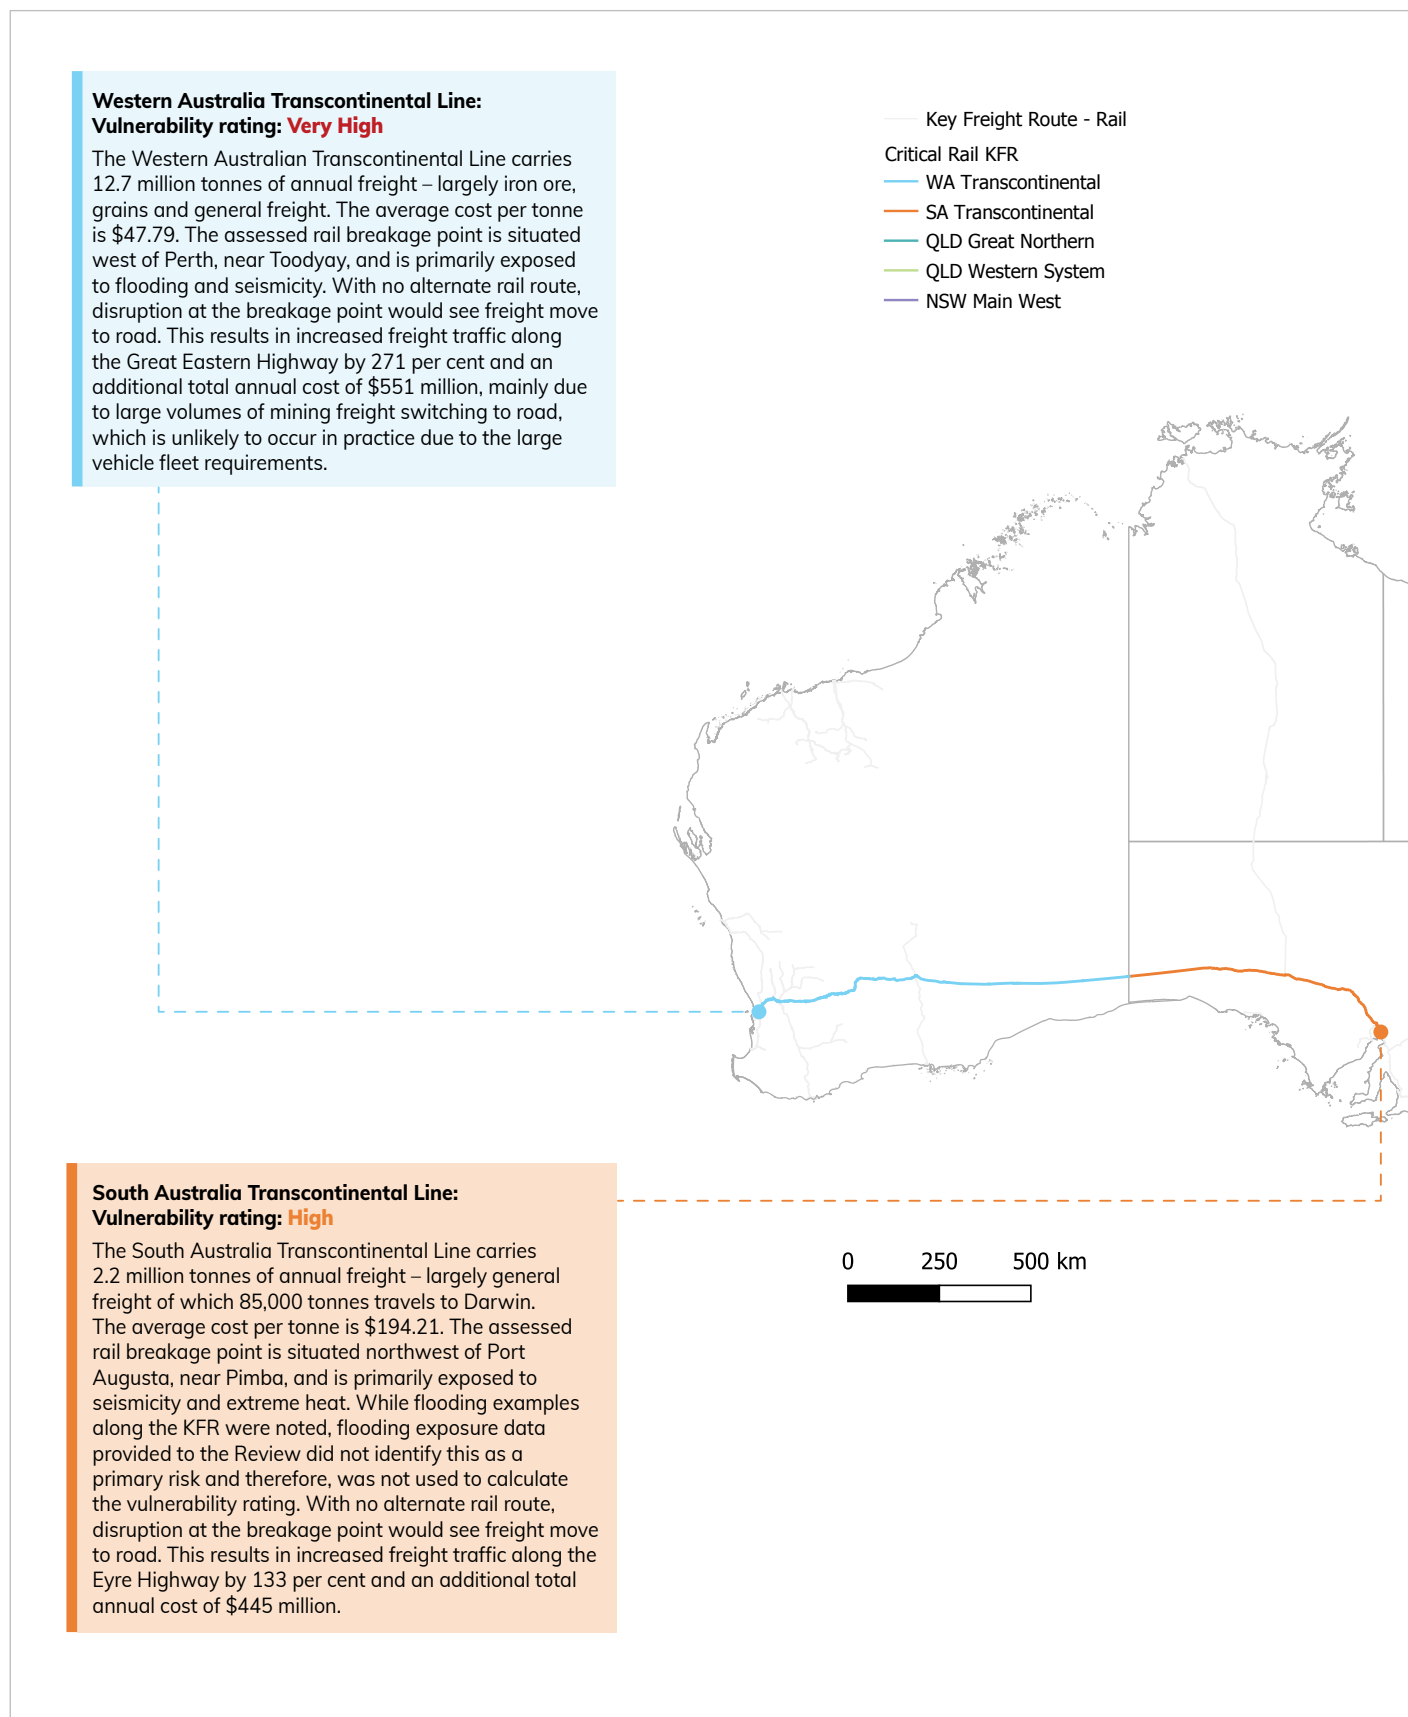 Western Australia Transcontinental Line:
Vulnerability rating: Very High
The Western Australian Transcontinental Line carries
12.7 million tonnes of annual freight – largely iron ore,
grains and general freight. The average cost per tonne
is $47.79. The assessed rail breakage point is situated
west of Perth, near Toodyay, and is primarily exposed
to flooding and seismicity. With no alternate rail route,
disruption at the breakage point would see freight move
to road. This results in increased freight traffic along
the Great Eastern Highway by 271 per cent and an
additional total annual cost of $551 million, mainly due
to large volumes of mining freight switching to road,
which is unlikely to occur in practice due to the large
vehicle fleet requirements.
Key Freight Route - Rail
Critical Rail KFR
WA Transcontinental
SA Transcontinental
QLD Great Northern
QLD Western System
NSW Main West
South Australia Transcontinental Line:
Vulnerability rating: High
The South Australia Transcontinental Line carries
2.2 million tonnes of annual freight – largely general
freight of which 85,000 tonnes travels to Darwin.
The average cost per tonne is $194.21. The assessed
rail breakage point is situated northwest of Port
Augusta, near Pimba, and is primarily exposed to
seismicity and extreme heat. While flooding examples
along the KFR were noted, flooding exposure data
provided to the Review did not identify this as a
primary risk and therefore, was not used to calculate
the vulnerability rating. With no alternate rail route,
disruption at the breakage point would see freight move
to road. This results in increased freight traffic along the
Eyre Highway by 133 per cent and an additional total
annual cost of $445 million.
0 250 500 km